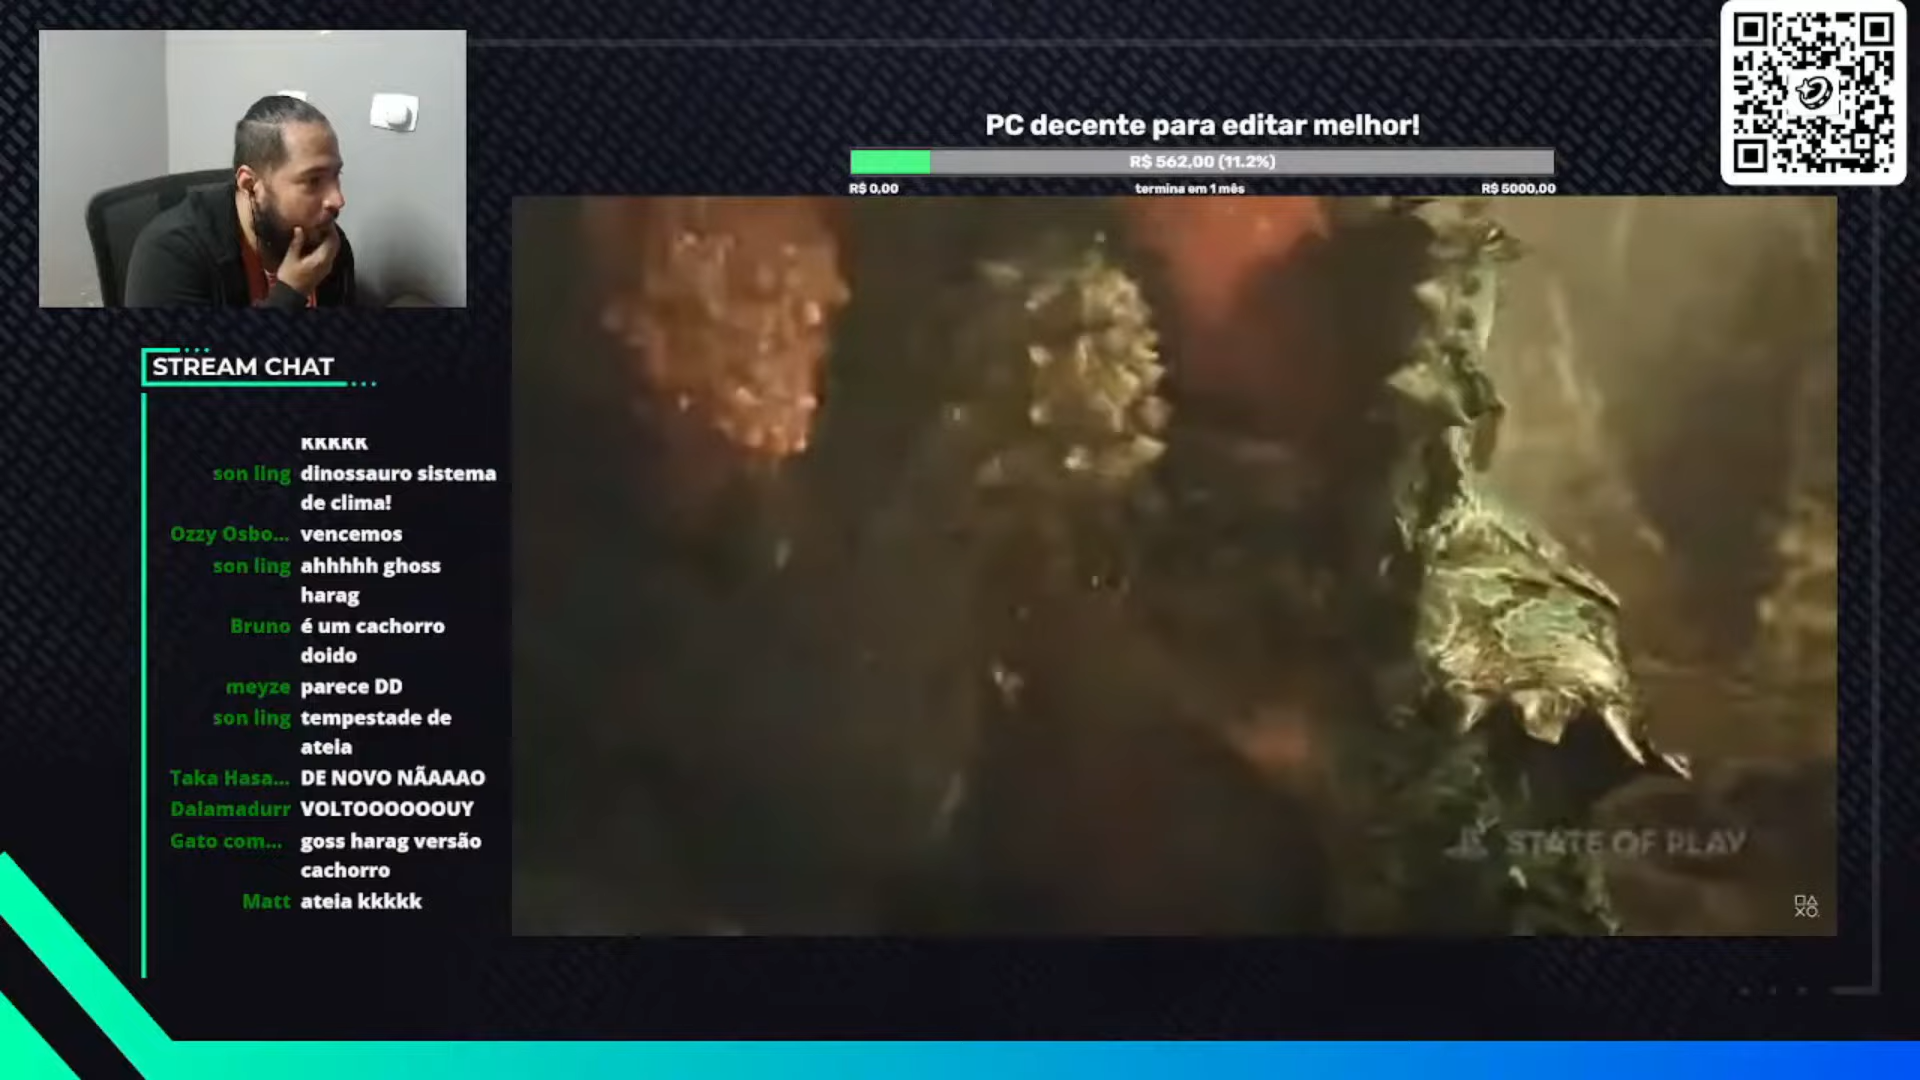 PC decente para editar melhor!
R$ 562,00 (11.2%)
R$ 0,00
termina em 1 mês
R$ 5000,00
STREAM CHAT
KKKKK
son ling dinossauro sistema
de clima!
Ozzy Osbo... vencemos
son ling ahhhhh ghoss
harag
Bruno é um cachorro
doido
meyze parece DD
son ling tempestade de
ateia
Taka Hasa... DE NOVO NÃAAAO
Dalamadurr VOLTOOOOOOUY
Gato com... goss harag versão
cachorro
Matt ateia kkkkk
STATE OF PLAY